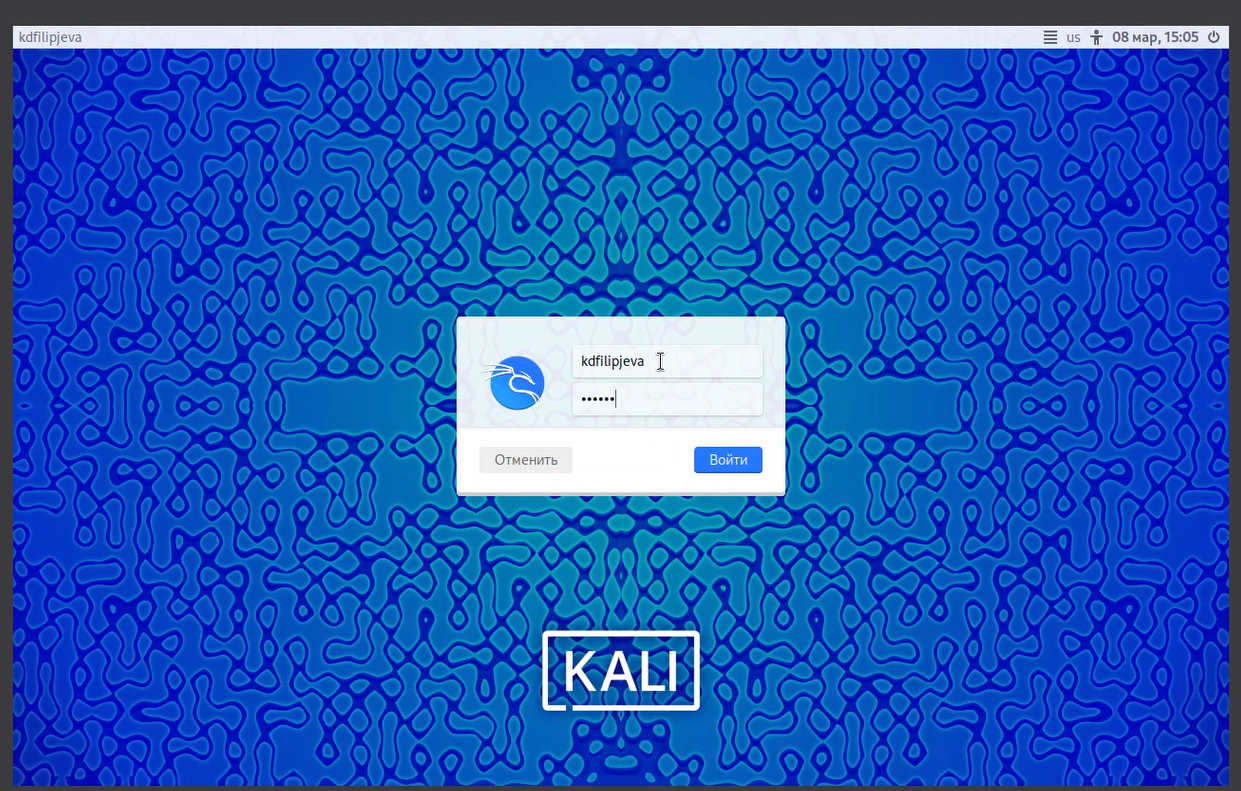 kdfilipjeva us 08 мар, 15:05
kdfilipjeva
••••••
Отменить Войти
KALI